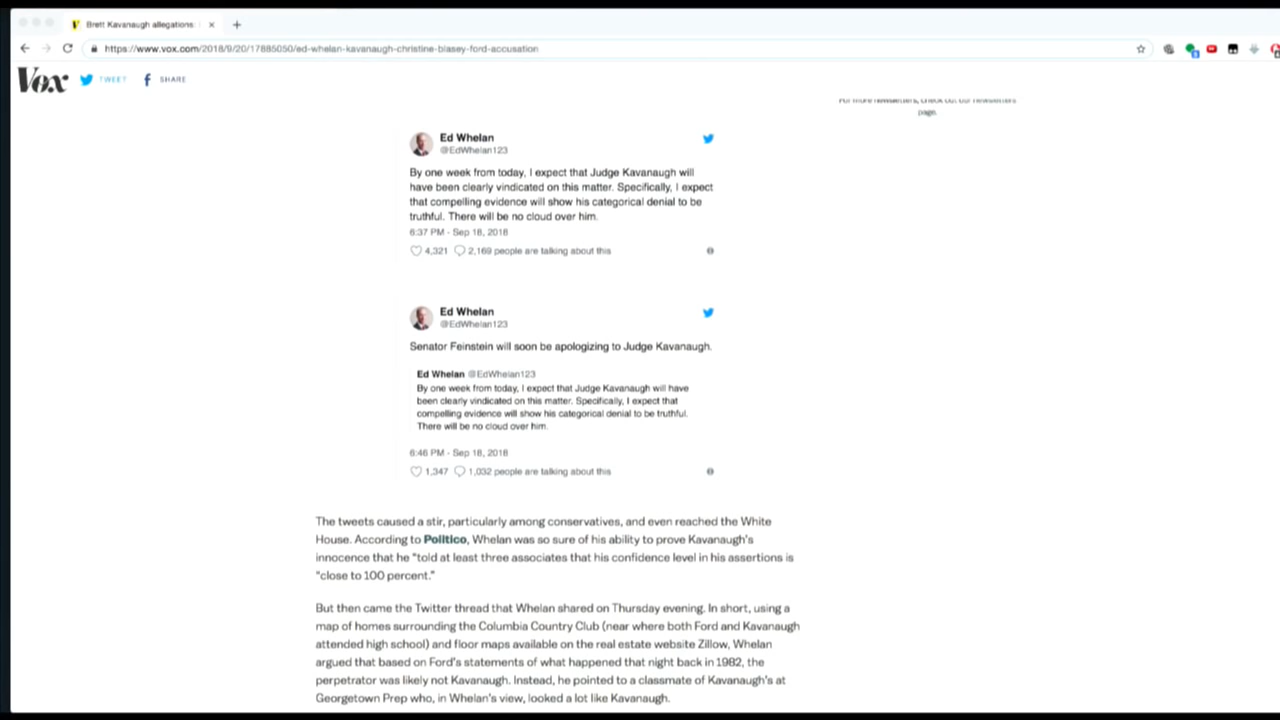 Brett Kavanaugh allegations:
https://www.vox.com/2018/9/20/17885050/ed-whelan-kavanaugh-christine-blasey-ford-accusation
Vox TWEET SHARE
For more newsletters, check out our newsletters
page.
Ed Whelan
@EdWhelan123
By one week from today, I expect that Judge Kavanaugh will
have been clearly vindicated on this matter. Specifically, I expect
that compelling evidence will show his categorical denial to be
truthful. There will be no cloud over him.
6:37 PM - Sep 18, 2018
4,321 2,169 people are talking about this
Ed Whelan
@EdWhelan123
Senator Feinstein will soon be apologizing to Judge Kavanaugh.
Ed Whelan @EdWhelan123
By one week from today, I expect that Judge Kavanaugh will have
been clearly vindicated on this matter. Specifically, I expect that
compelling evidence will show his categorical denial to be truthful.
There will be no cloud over him.
6:46 PM - Sep 18, 2018
1,347 1,032 people are talking about this
The tweets caused a stir, particularly among conservatives, and even reached the White
House. According to Politico, Whelan was so sure of his ability to prove Kavanaugh's
innocence that he "told at least three associates that his confidence level in his assertions is
"close to 100 percent."
But then came the Twitter thread that Whelan shared on Thursday evening. In short, using a
map of homes surrounding the Columbia Country Club (near where both Ford and Kavanaugh
attended high school) and floor maps available on the real estate website Zillow, Whelan
argued that based on Ford's statements of what happened that night back in 1982, the
perpetrator was likely not Kavanaugh. Instead, he pointed to a classmate of Kavanaugh's at
Georgetown Prep who, in Whelan's view, looked a lot like Kavanaugh.